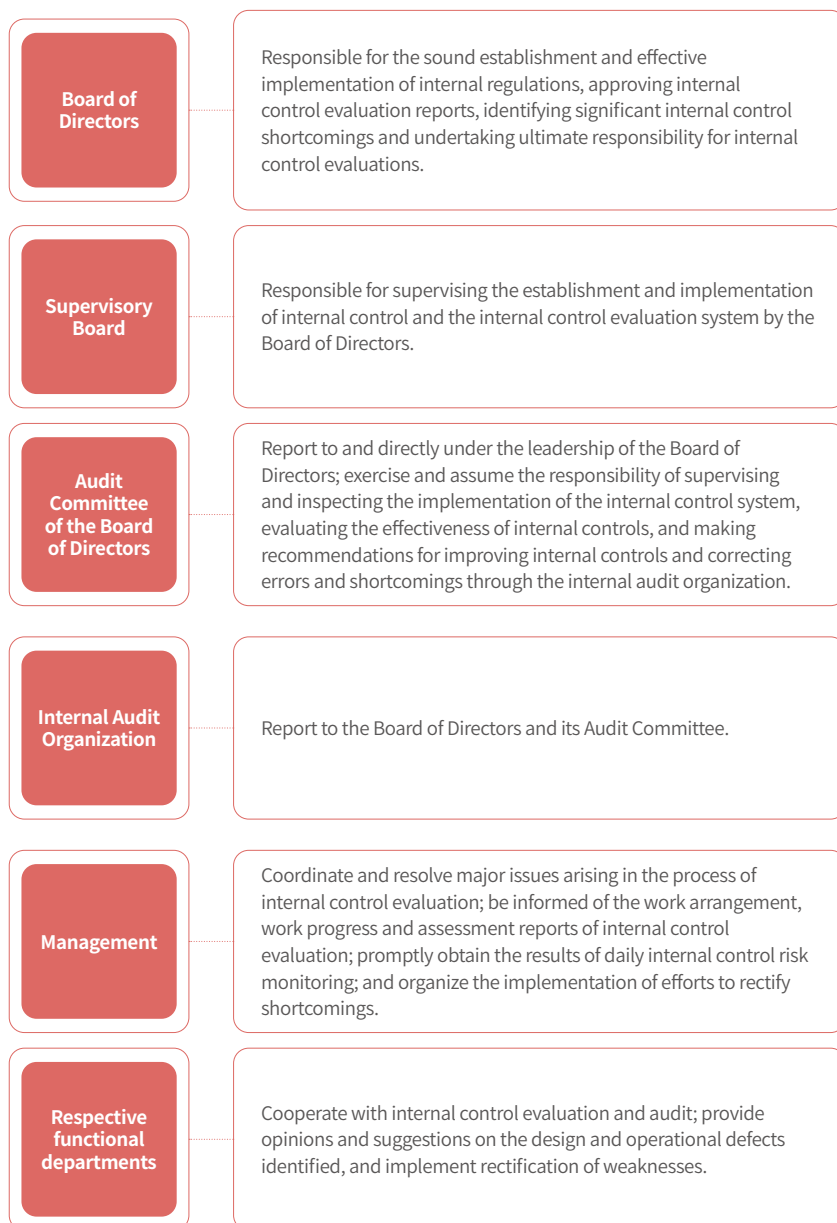 Board of
Directors
Responsible for the sound establishment and effective
implementation of internal regulations, approving internal
control evaluation reports, identifying significant internal control
shortcomings and undertaking ultimate responsibility for internal
control evaluations.
Supervisory
Board
Responsible for supervising the establishment and implementation
of internal control and the internal control evaluation system by the
Board of Directors.
Audit
Committee
of the Board
of Directors
Report to and directly under the leadership of the Board of
Directors; exercise and assume the responsibility of supervising
and inspecting the implementation of the internal control system,
evaluating the effectiveness of internal controls, and making
recommendations for improving internal controls and correcting
errors and shortcomings through the internal audit organization.
Internal Audit
Organization
Report to the Board of Directors and its Audit Committee.
Management
Coordinate and resolve major issues arising in the process of
internal control evaluation; be informed of the work arrangement,
work progress and assessment reports of internal control
evaluation; promptly obtain the results of daily internal control risk
monitoring; and organize the implementation of efforts to rectify
shortcomings.
Respective
functional
departments
Cooperate with internal control evaluation and audit; provide
opinions and suggestions on the design and operational defects
identified, and implement rectification of weaknesses.